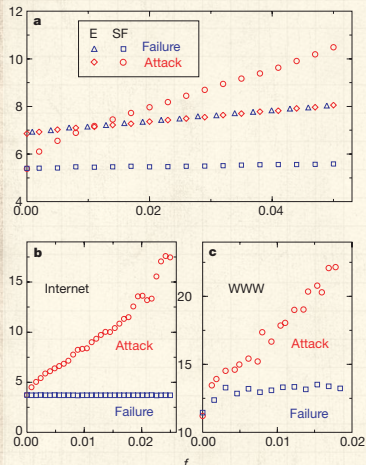 12
a
E SF
Failure
Attack
10
8
6
4
0.00 0.02 0.04
b
Internet
15
10
Attack
5
Failure
0
0.00 0.01 0.02
c
WWW
20
Attack
15
Failure
10
0.00 0.01 0.02
f